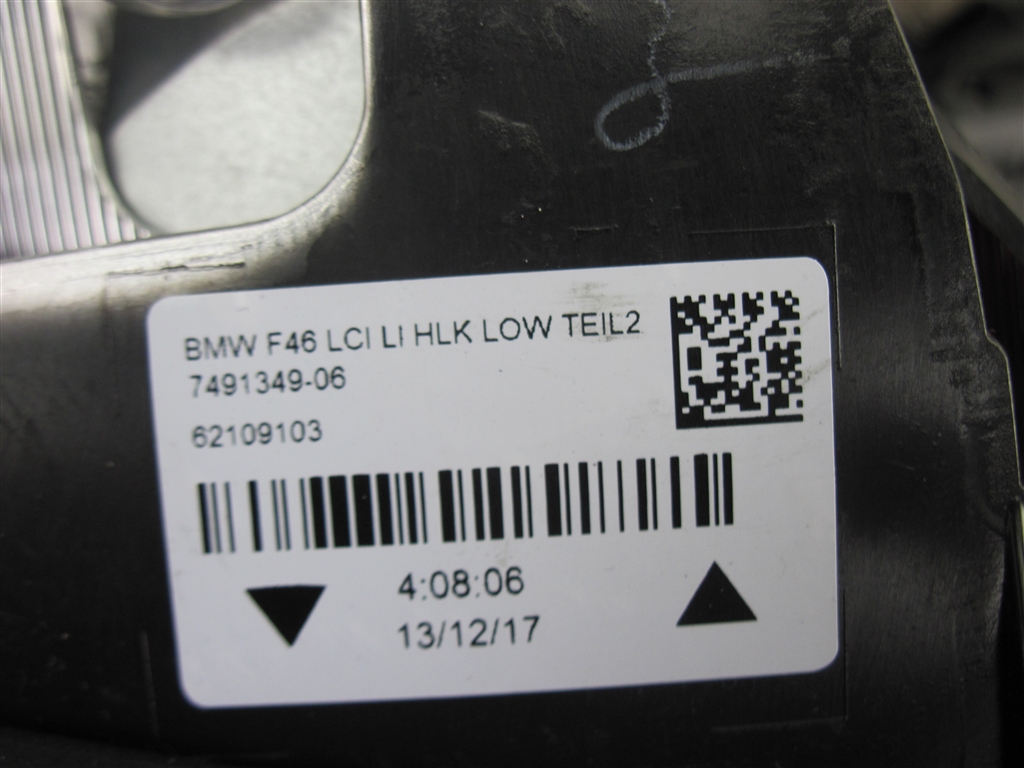 BMW F46 LCI LI HLK LOW TEIL2
7491349-06
62109103
4:08:06
13/12/17